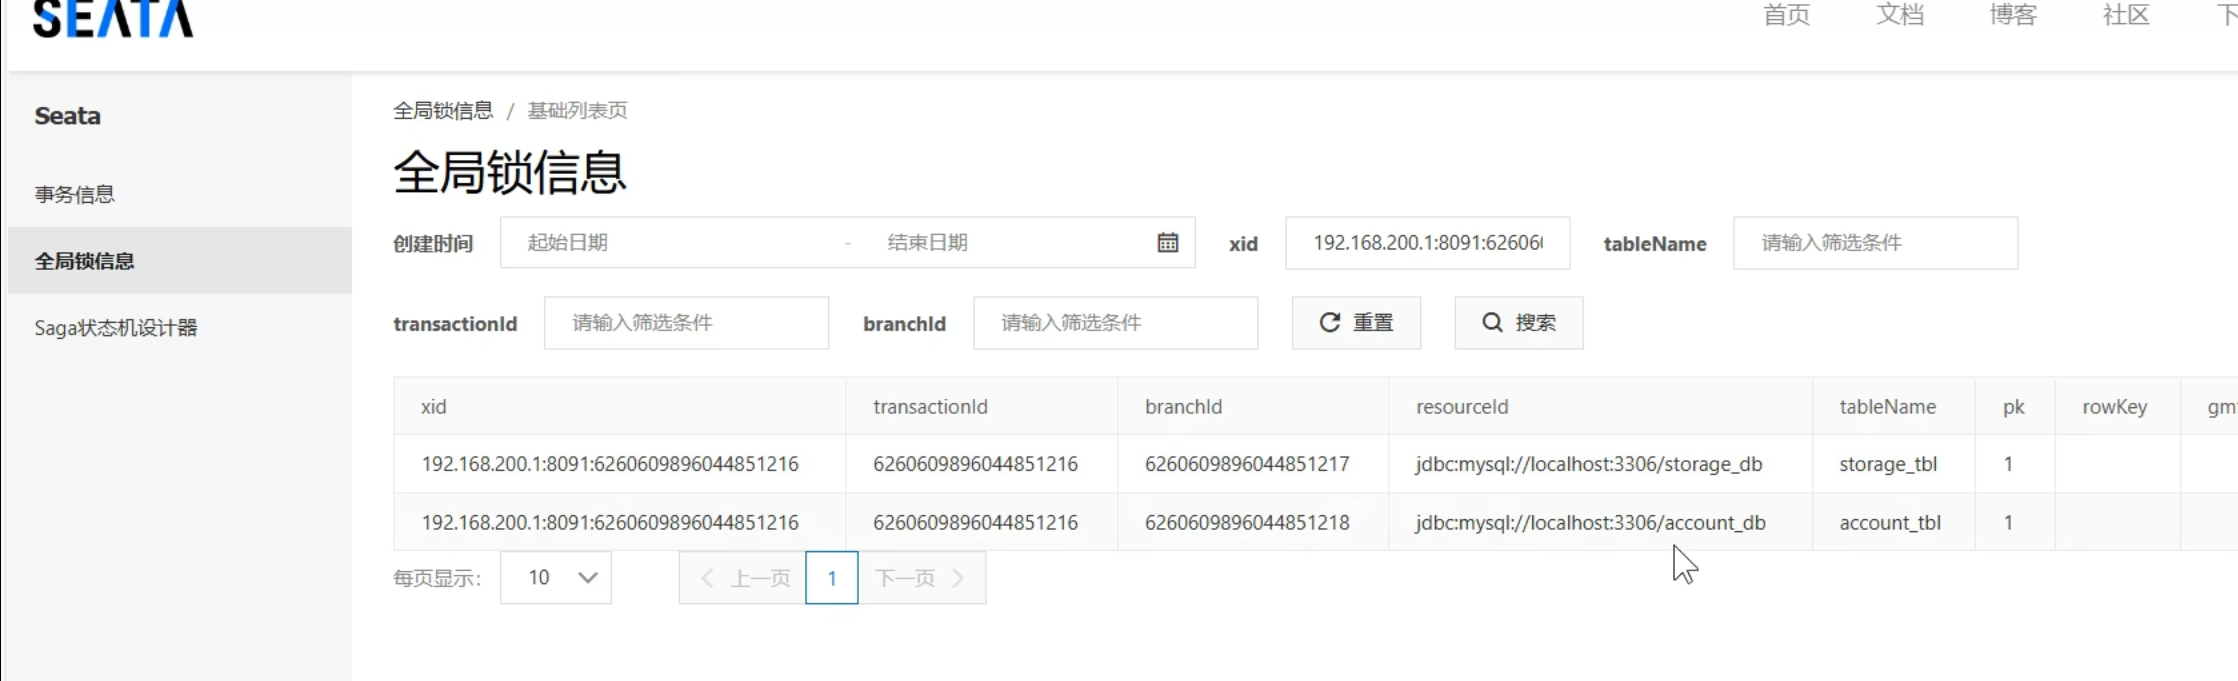 SEATA
首页 文档 博客 社区 下
Seata
事务信息
全局锁信息
Saga状态机设计器
全局锁信息 / 基础列表页
全局锁信息
创建时间 起始日期 - 结束日期 xid 192.168.200.1:8091:62606 tableName 请输入筛选条件
transactionId 请输入筛选条件 branchId 请输入筛选条件 重置 搜索
xid transactionId branchId resourceId tableName pk rowKey gm
192.168.200.1:8091:6260609896044851216 6260609896044851216 6260609896044851217 jdbc:mysql://localhost:3306/storage_db storage_tbl 1
192.168.200.1:8091:6260609896044851216 6260609896044851216 6260609896044851218 jdbc:mysql://localhost:3306/account_db account_tbl 1
每页显示: 10 上一页 1 下一页